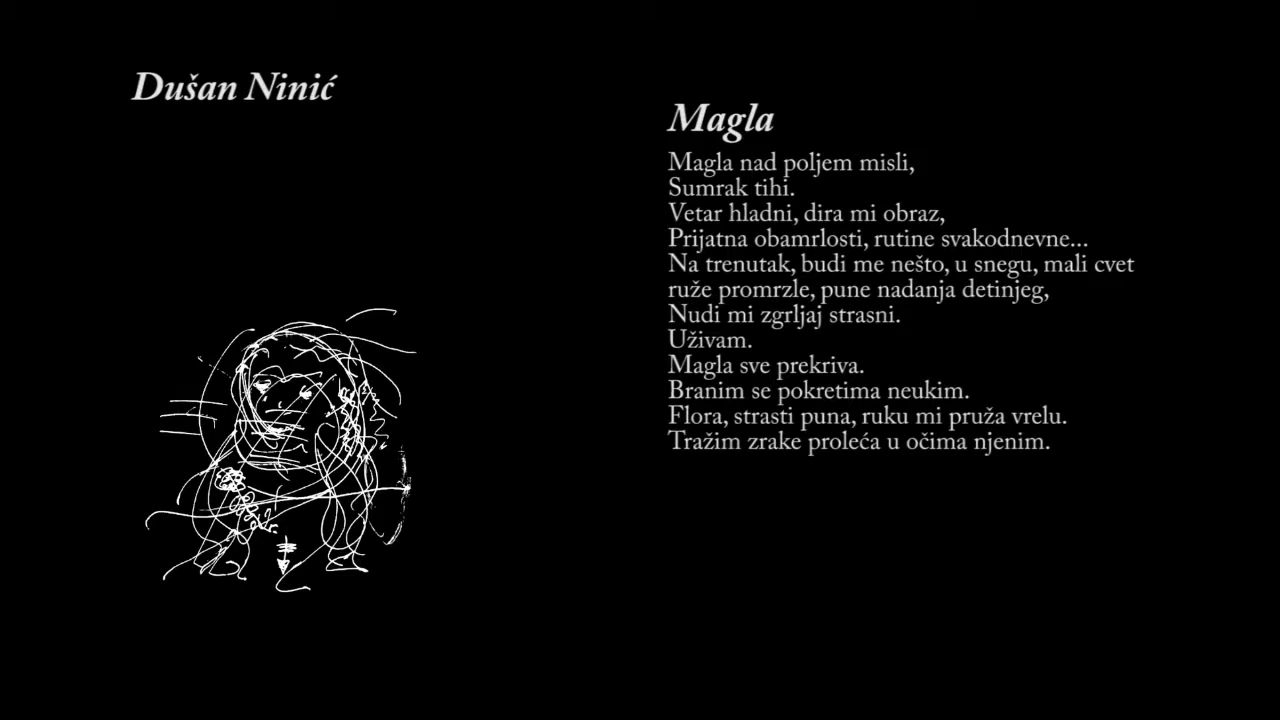 Dušan Ninić
Magla
Magla nad poljem misli,
Sumrak tihi.
Vetar hladni, dira mi obraz,
Prijatna obamrlosti, rutine svakodnevne...
Na trenutak, budi me nešto, u snegu, mali cvet
ruže promrzle, pune nadanja detinjeg,
Nudi mi zgrljaj strasni.
Uživam.
Magla sve prekriva.
Branim se pokretima neukim.
Flora, strasti puna, ruku mi pruža vrelu.
Tražim zrake proleća u očima njenim.